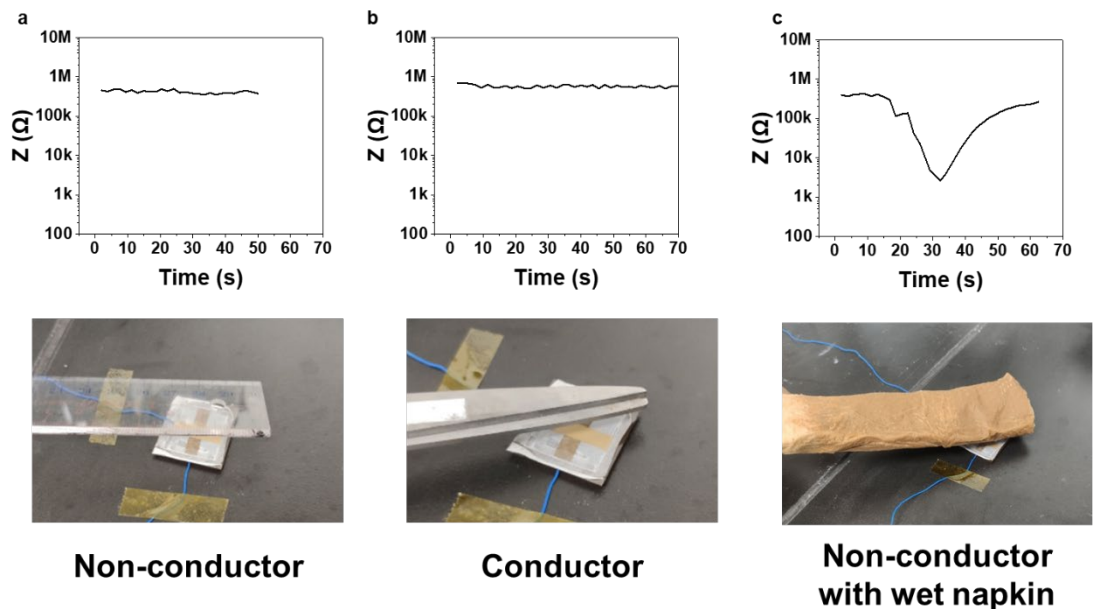 a
10M
1M
100k
10k
1k
100
Z (Ω)
0 10 20 30 40 50 60 70
Time (s)
b
10M
1M
100k
10k
1k
100
Z (Ω)
0 10 20 30 40 50 60 70
Time (s)
c
10M
1M
100k
10k
1k
100
Z (Ω)
0 10 20 30 40 50 60 70
Time (s)
Non-conductor
Conductor
Non-conductor
with wet napkin